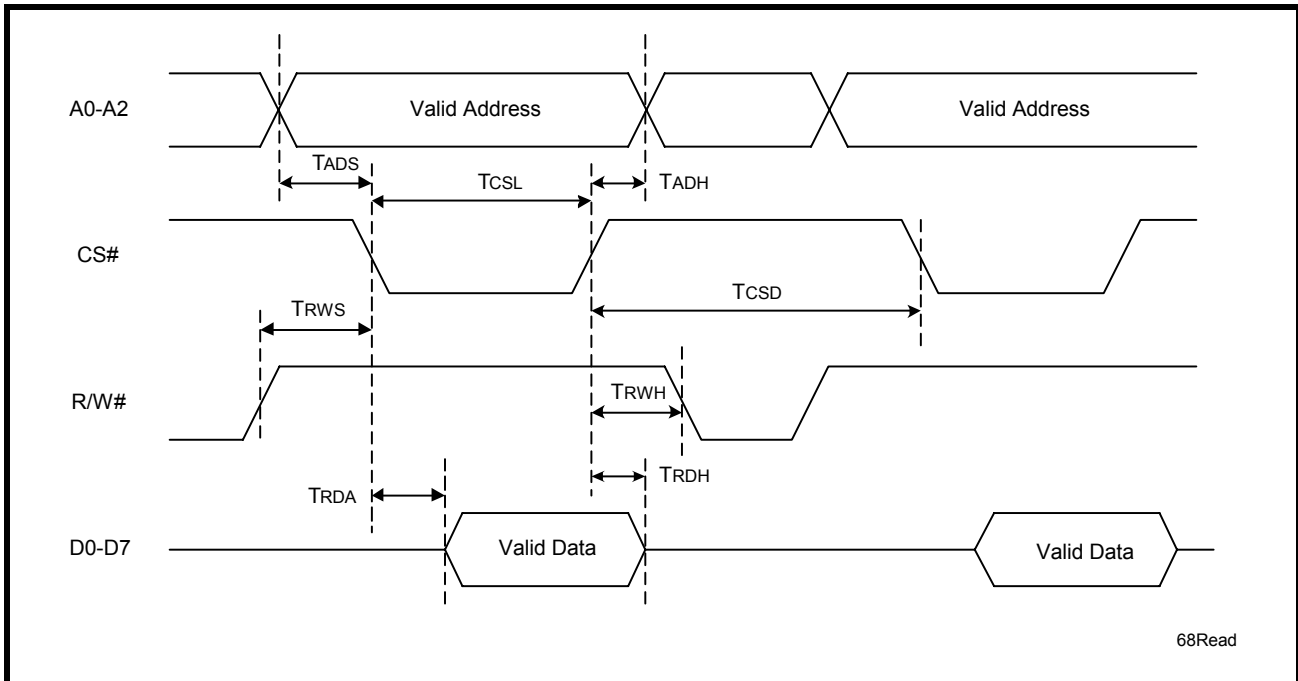 A0-A2
Valid Address
Valid Address
TADS
TCSL
TADH
CS#
TCSD
TRWS
R/W#
TRWH
TRDH
TRDA
D0-D7
Valid Data
Valid Data
68Read